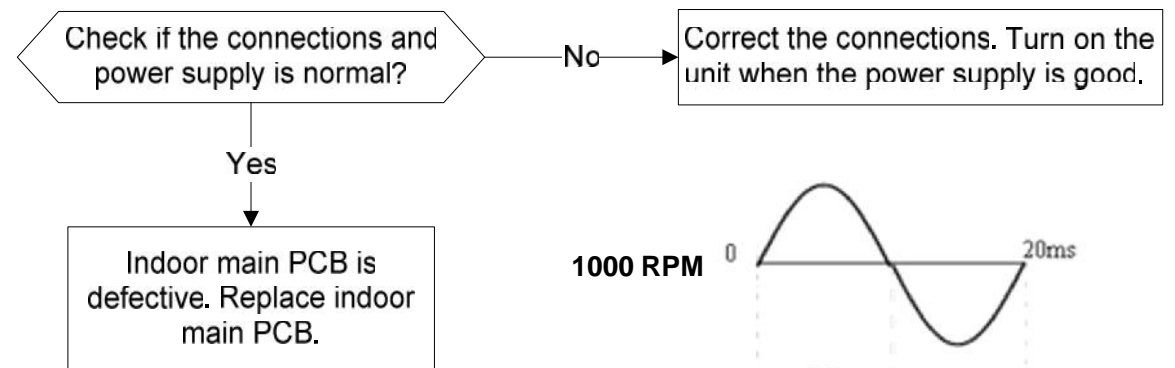 Check if the connections and
power supply is normal?
No
Correct the connections. Turn on the
unit when the power supply is good.
Yes
Indoor main PCB is
defective. Replace indoor
main PCB.
1000 RPM
0
20ms